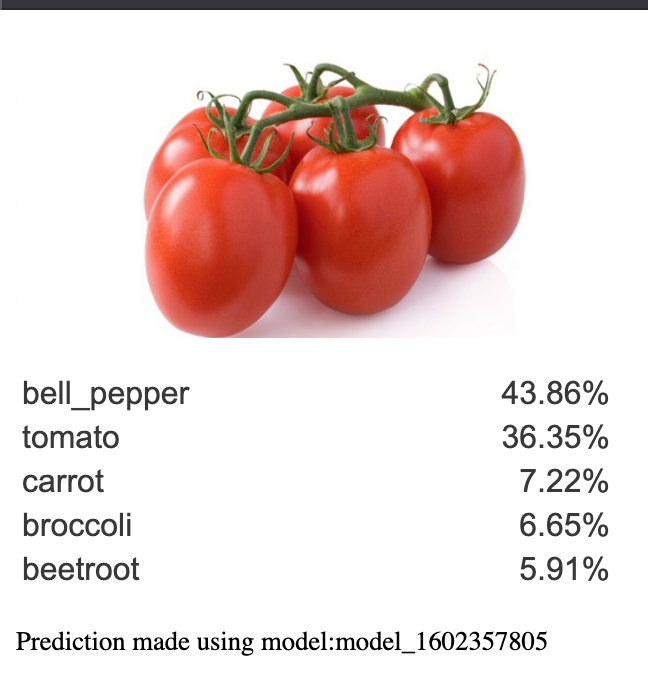 bell_pepper 43.86%
tomato 36.35%
carrot 7.22%
broccoli 6.65%
beetroot 5.91%
Prediction made using model:model_1602357805